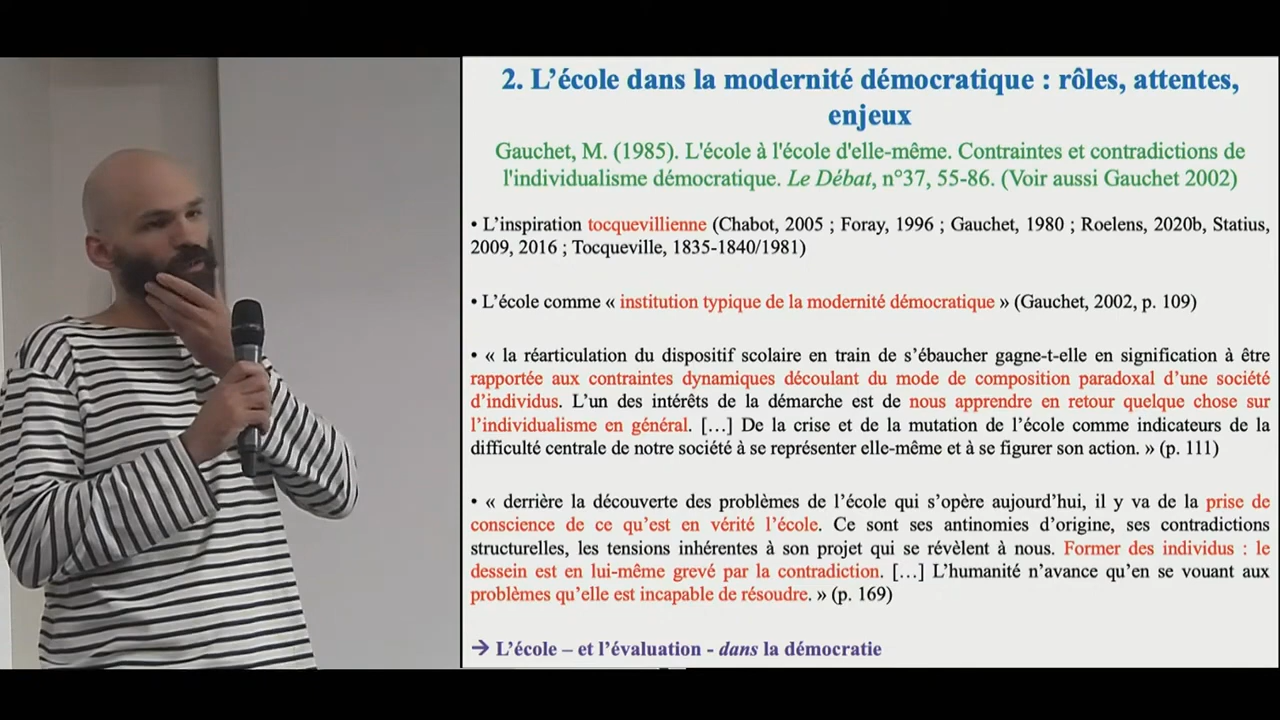 2. L’école dans la modernité démocratique : rôles, attentes,
enjeux
Gauchet, M. (1985). L'école à l'école d'elle-même. Contraintes et contradictions de
l'individualisme démocratique. Le Débat, n°37, 55-86. (Voir aussi Gauchet 2002)
• L’inspiration tocquevillienne (Chabot, 2005 ; Foray, 1996 ; Gauchet, 1980 ; Roelens, 2020b, Statius,
2009, 2016 ; Tocqueville, 1835-1840/1981)
• L’école comme « institution typique de la modernité démocratique » (Gauchet, 2002, p. 109)
• « la réarticulation du dispositif scolaire en train de s’ébaucher gagne-t-elle en signification à être
rapportée aux contraintes dynamiques découlant du mode de composition paradoxal d’une société
d’individus. L’un des intérêts de la démarche est de nous apprendre en retour quelque chose sur
l’individualisme en général. […] De la crise et de la mutation de l’école comme indicateurs de la
difficulté centrale de notre société à se représenter elle-même et à se figurer son action. » (p. 111)
• « derrière la découverte des problèmes de l’école qui s’opère aujourd’hui, il y va de la prise de
conscience de ce qu’est en vérité l’école. Ce sont ses antinomies d’origine, ses contradictions
structurelles, les tensions inhérentes à son projet qui se révèlent à nous. Former des individus : le
dessein est en lui-même grevé par la contradiction. […] L’humanité n’avance qu’en se vouant aux
problèmes qu’elle est incapable de résoudre. » (p. 169)
→ L’école – et l’évaluation - dans la démocratie